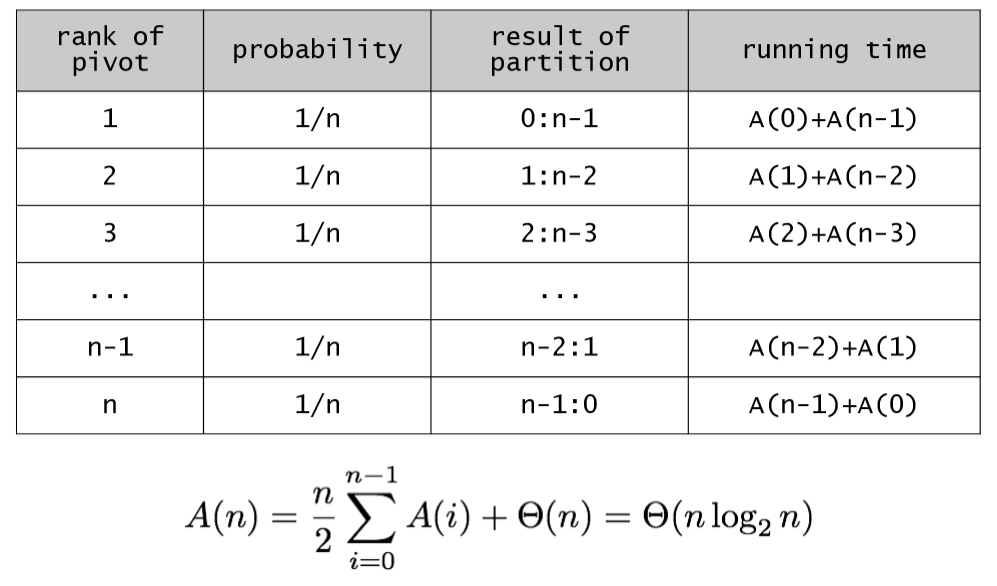 rank of pivot | probability | result of partition | running time
1 | 1/n | 0:n-1 | A(0)+A(n-1)
2 | 1/n | 1:n-2 | A(1)+A(n-2)
3 | 1/n | 2:n-3 | A(2)+A(n-3)
... | | ... |
n-1 | 1/n | n-2:1 | A(n-2)+A(1)
n | 1/n | n-1:0 | A(n-1)+A(0)
$A(n) = \frac{n}{2} \sum_{i=0}^{n-1} A(i) + \Theta(n) = \Theta(n \log_2 n)$